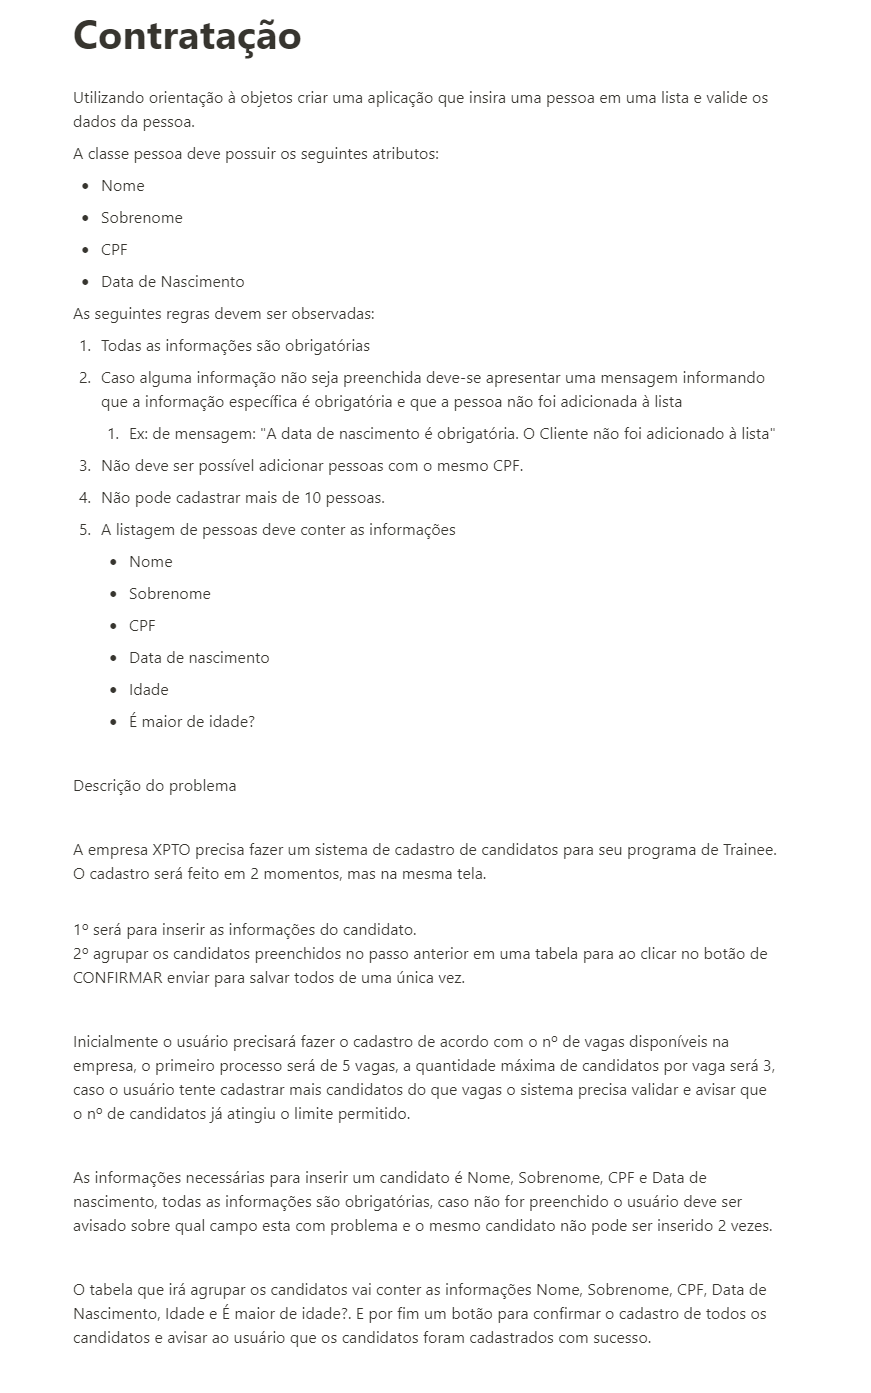 Contratação
Utilizando orientação à objetos criar uma aplicação que insira uma pessoa em uma lista e valide os
dados da pessoa.
A classe pessoa deve possuir os seguintes atributos:
• Nome
• Sobrenome
• CPF
• Data de Nascimento
As seguintes regras devem ser observadas:
1. Todas as informações são obrigatórias
2. Caso alguma informação não seja preenchida deve-se apresentar uma mensagem informando
que a informação específica é obrigatória e que a pessoa não foi adicionada à lista
1. Ex: de mensagem: "A data de nascimento é obrigatória. O Cliente não foi adicionado à lista"
3. Não deve ser possível adicionar pessoas com o mesmo CPF.
4. Não pode cadastrar mais de 10 pessoas.
5. A listagem de pessoas deve conter as informações
• Nome
• Sobrenome
• CPF
• Data de nascimento
• Idade
• É maior de idade?
Descrição do problema
A empresa XPTO precisa fazer um sistema de cadastro de candidatos para seu programa de Trainee.
O cadastro será feito em 2 momentos, mas na mesma tela.
1º será para inserir as informações do candidato.
2º agrupar os candidatos preenchidos no passo anterior em uma tabela para ao clicar no botão de
CONFIRMAR enviar para salvar todos de uma única vez.
Inicialmente o usuário precisará fazer o cadastro de acordo com o nº de vagas disponíveis na
empresa, o primeiro processo será de 5 vagas, a quantidade máxima de candidatos por vaga será 3,
caso o usuário tente cadastrar mais candidatos do que vagas o sistema precisa validar e avisar que
o nº de candidatos já atingiu o limite permitido.
As informações necessárias para inserir um candidato é Nome, Sobrenome, CPF e Data de
nascimento, todas as informações são obrigatórias, caso não for preenchido o usuário deve ser
avisado sobre qual campo esta com problema e o mesmo candidato não pode ser inserido 2 vezes.
O tabela que irá agrupar os candidatos vai conter as informações Nome, Sobrenome, CPF, Data de
Nascimento, Idade e É maior de idade?. E por fim um botão para confirmar o cadastro de todos os
candidatos e avisar ao usuário que os candidatos foram cadastrados com sucesso.